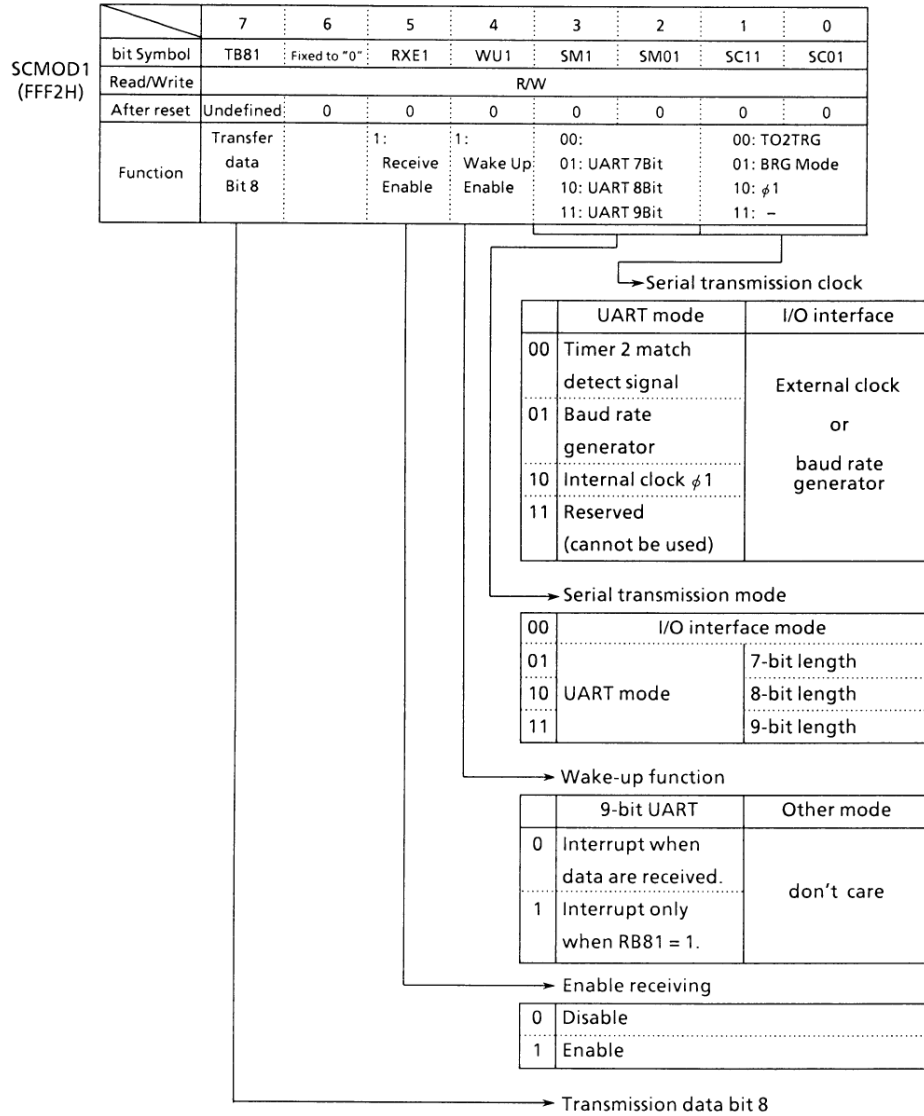 7 6 5 4 3 2 1 0
SCMOD1
(FFF2H)
bit Symbol TB81 Fixed to "0" RXE1 WU1 SM1 SM01 SC11 SC01
Read/Write R/W
After reset Undefined 0 0 0 0 0 0 0
Function
Transfer data Bit 8
1: Receive Enable
1: Wake Up Enable
00:
01: UART 7Bit
10: UART 8Bit
11: UART 9Bit
00: TO2TRG
01: BRG Mode
10: ϕ1
11: –
Serial transmission clock
UART mode I/O interface
00 Timer 2 match
detect signal
01 Baud rate
generator
10 Internal clock ϕ1
11 Reserved
(cannot be used)
External clock
or
baud rate
generator
Serial transmission mode
00 I/O interface mode
01 7-bit length
10 UART mode 8-bit length
11 9-bit length
Wake-up function
9-bit UART Other mode
0 Interrupt when
data are received.
1 Interrupt only
when RB81 = 1.
don't care
Enable receiving
0 Disable
1 Enable
Transmission data bit 8